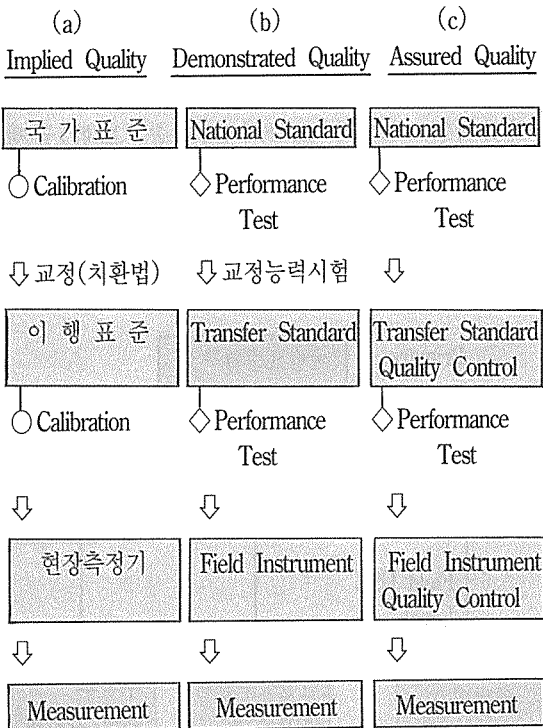 (a) (b) (c)
Implied Quality Demonstrated Quality Assured Quality
국 가 표 준 National Standard National Standard
Calibration Performance Performance
Test Test
교정(치환법) 교정능력시험
이 행 표 준 Transfer Standard Transfer Standard
Quality Control
Calibration Performance Performance
Test Test
현장측정기 Field Instrument Field Instrument
Quality Control
Measurement Measurement Measurement